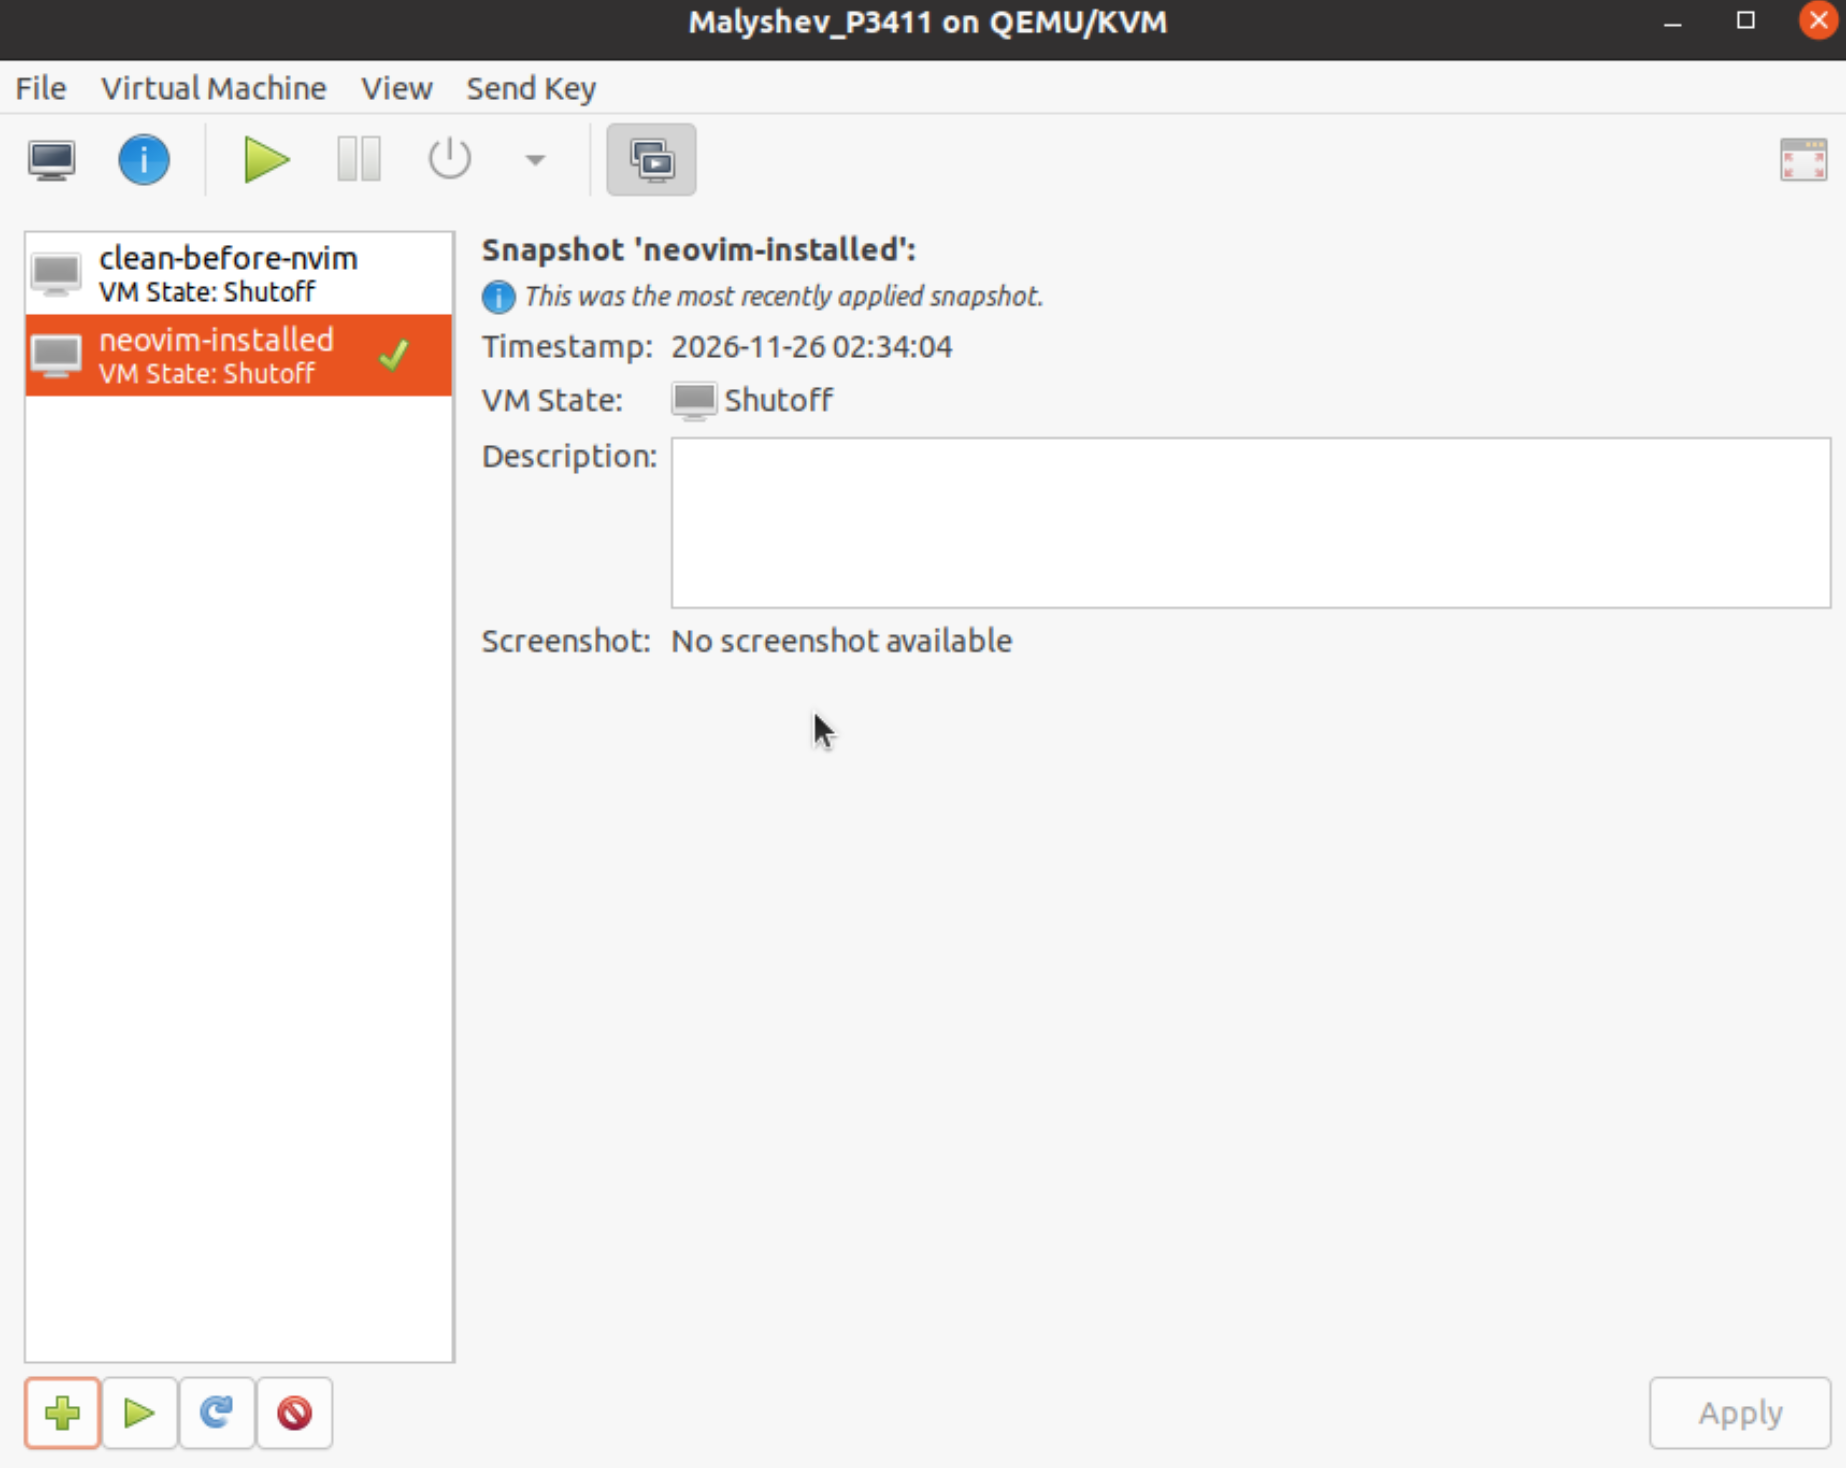 Malyshev_P3411 on QEMU/KVM
File Virtual Machine View Send Key
clean-before-nvim
VM State: Shutoff
neovim-installed
VM State: Shutoff
Snapshot 'neovim-installed':
This was the most recently applied snapshot.
Timestamp: 2026-11-26 02:34:04
VM State: Shutoff
Description:
Screenshot: No screenshot available
Apply